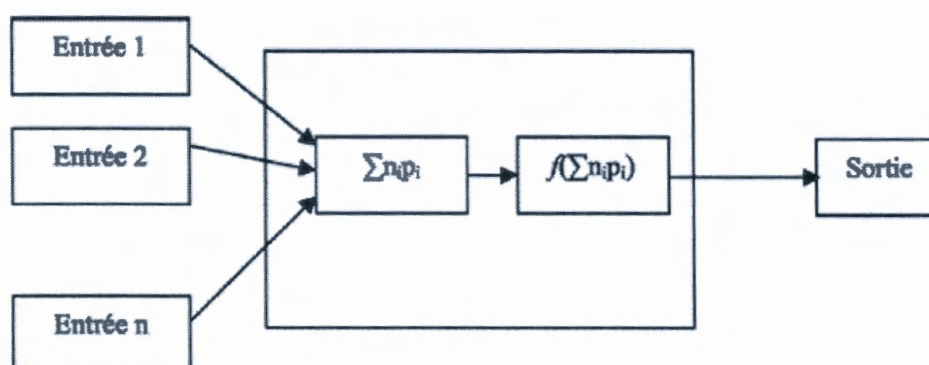 Entrée 1
Entrée 2
∑nᵢpᵢ
f(∑nᵢpᵢ)
Sortie
Entrée n